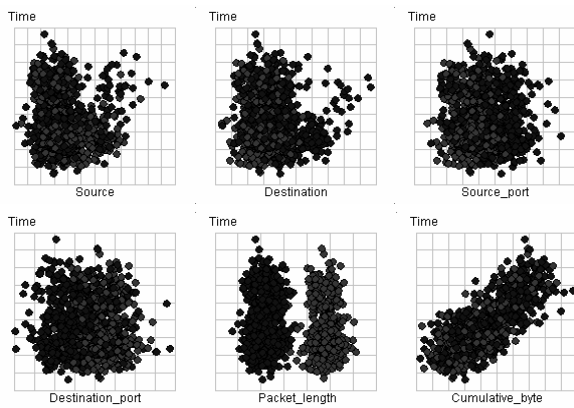 Time
Time
Time
Source
Destination
Source_port
Time
Time
Time
Destination_port
Packet_length
Cumulative_byte